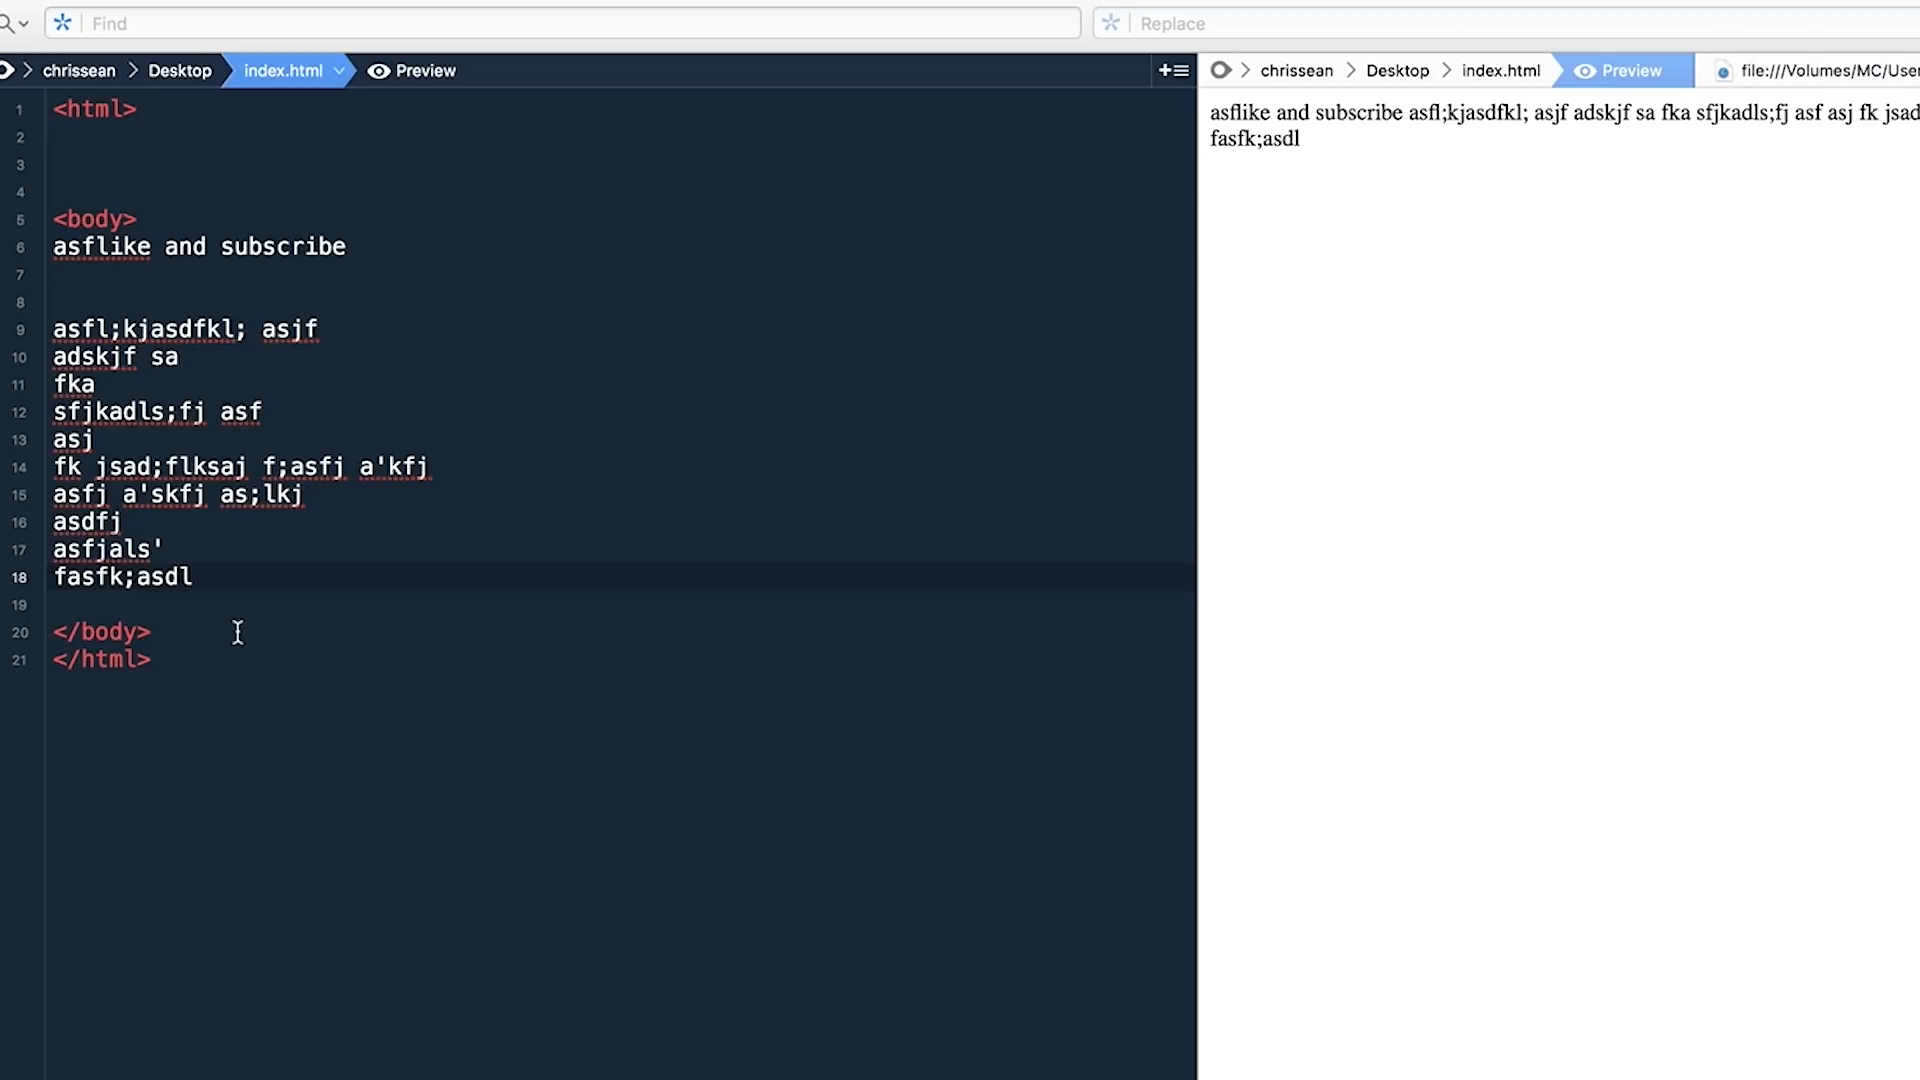 Find
Replace
chrissean Desktop index.html Preview
chrissean Desktop index.html Preview file:///Volumes/MC/User
1 <html>
2
3
4
5 <body>
6 asflike and subscribe
7
8
9 asfl;kjasdfkl; asjf
10 adskjf sa
11 fka
12 sfjkadls;fj asf
13 asj
14 fk jsad;flksaj f;asfj a'kfj
15 asfj a'skfj as;lkj
16 asdfj
17 asfjals'
18 fasfk;asdl
19
20 </body>
21 </html>
asflike and subscribe asfl;kjasdfkl; asjf adskjf sa fka sfjkadls;fj asf asj fk jsad
fasfk;asdl